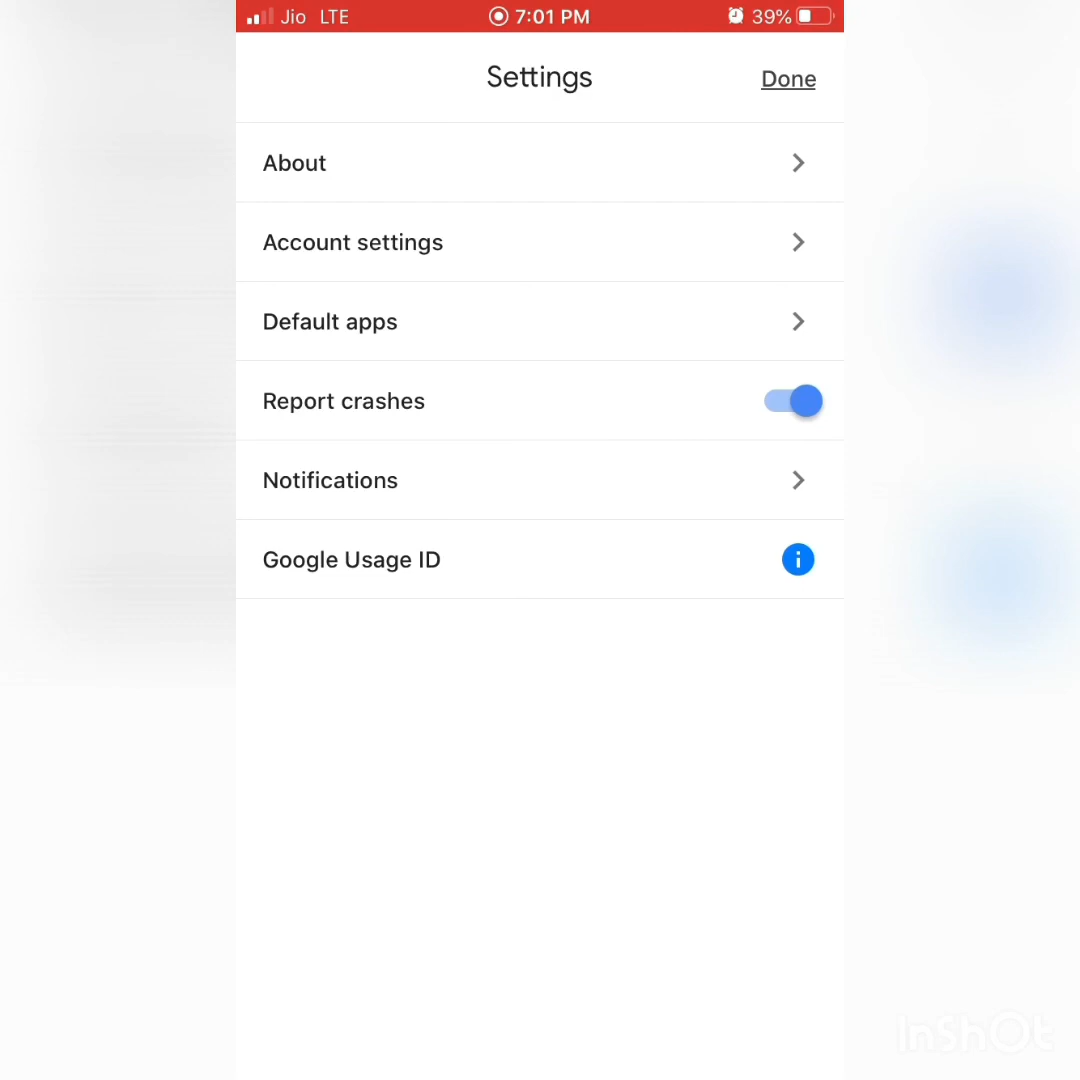 Jio LTE 7:01 PM 39%
Settings Done
About
Account settings
Default apps
Report crashes
Notifications
Google Usage ID
InShOt